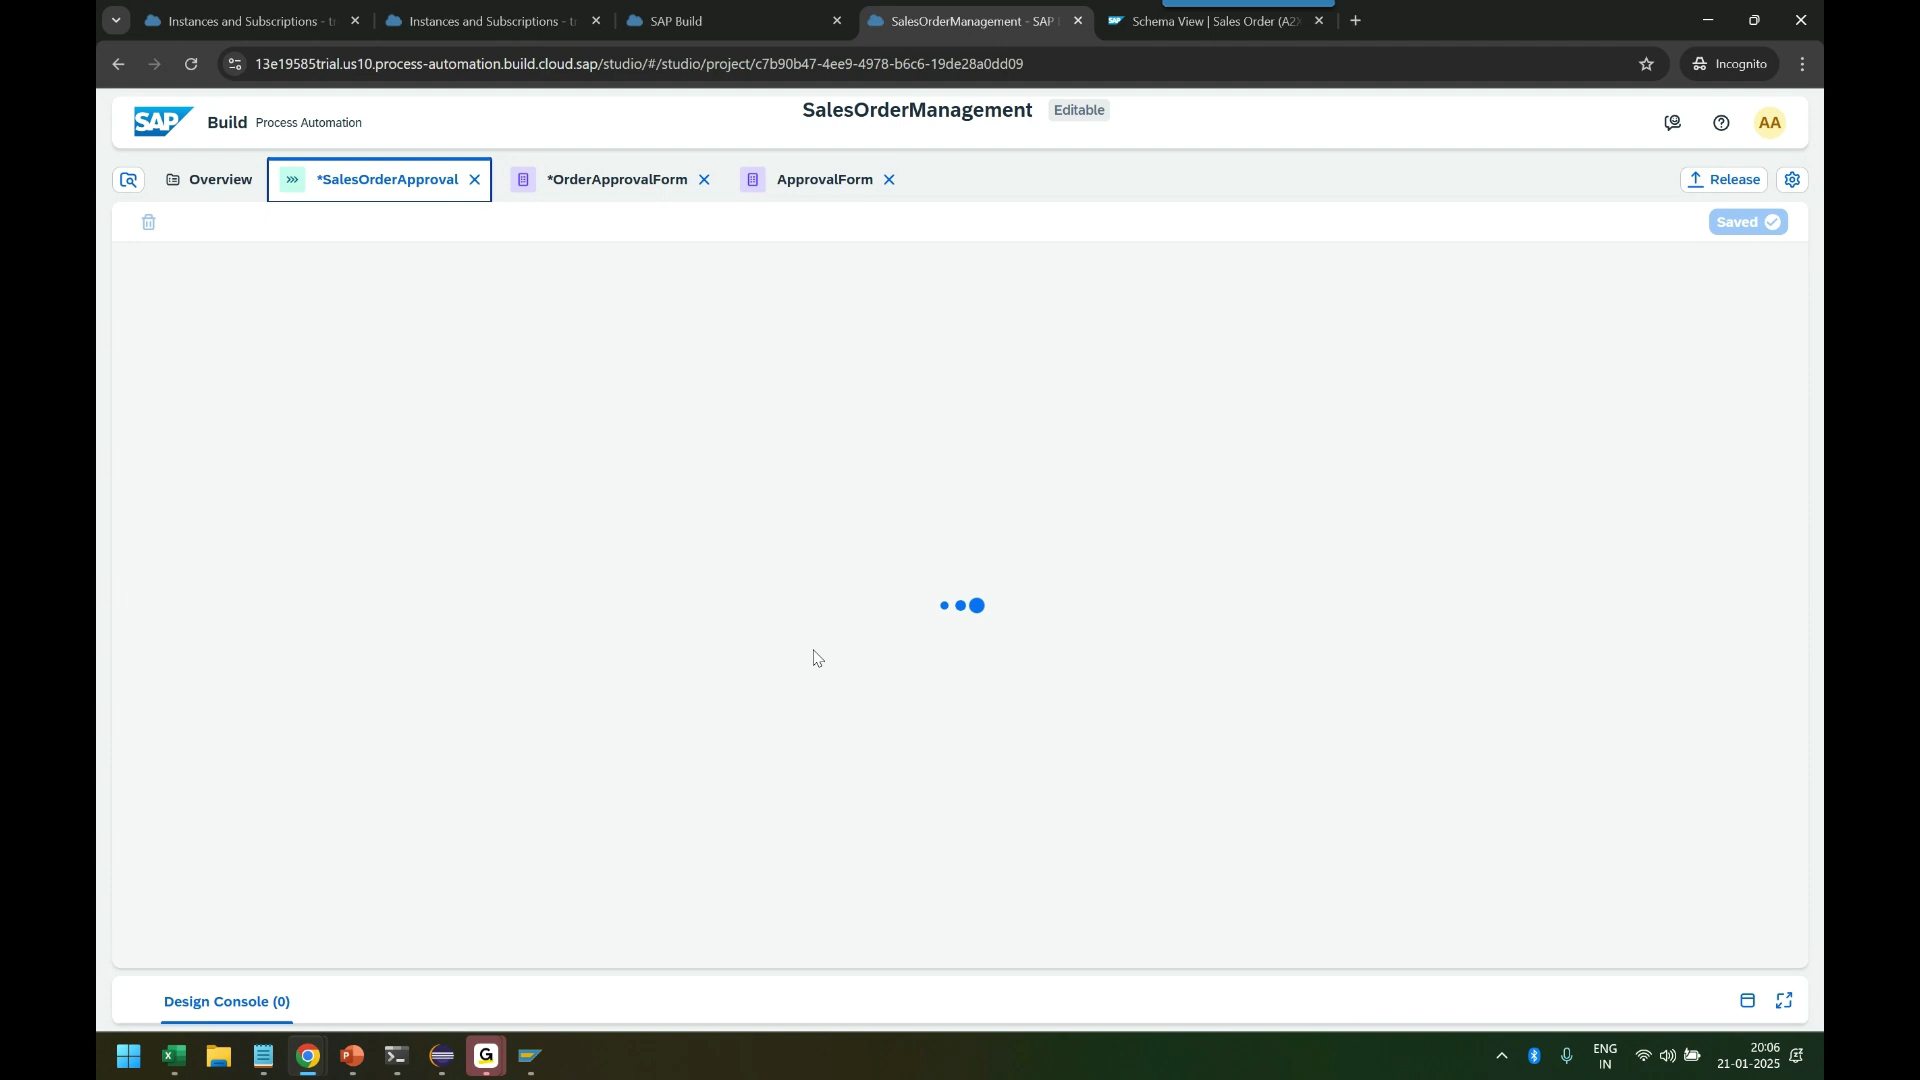 Instances and Subscriptions - tr
Instances and Subscriptions - tr
SAP Build
SalesOrderManagement - SAP
Schema View | Sales Order (A2
13e19585trial.us10.process-automation.build.cloud.sap/studio/#/studio/project/c7b90b47-4ee9-4978-b6c6-19de28a0dd09
Incognito
SAP Build Process Automation
SalesOrderManagement Editable
AA
Overview
*SalesOrderApproval
*OrderApprovalForm
ApprovalForm
Release
Saved
Design Console (0)
ENG
IN
20:06
21-01-2025